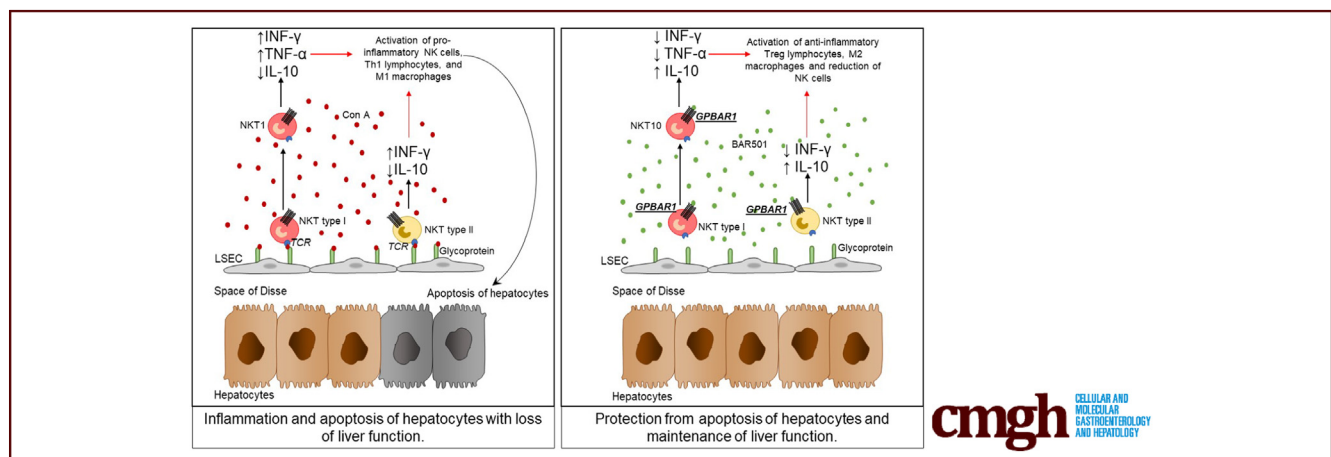 ↑INF-γ
↑TNF-α
↓IL-10
Activation of pro-
inflammatory NK cells,
Th1 lymphocytes, and
M1 macrophages
Con A
NKT1
↑INF-γ
↓IL-10
NKT type I
TCR
NKT type II
TCR
Glycoprotein
LSEC
Space of Disse
Apoptosis of hepatocytes
Hepatocytes
Inflammation and apoptosis of hepatocytes with loss
of liver function.
↓ INF-γ
↓ TNF-α
↑ IL-10
Activation of anti-inflammatory
Treg lymphocytes, M2
macrophages and reduction of
NK cells
GPBAR1
NKT10
BAR501
↓ INF-γ
↑ IL-10
GPBAR1
NKT type I
GPBAR1
NKT type II
Glycoprotein
LSEC
Space of Disse
Hepatocytes
Protection from apoptosis of hepatocytes and
maintenance of liver function.
cmgh
CELLULAR AND
MOLECULAR
GASTROENTEROLOGY
AND HEPATOLOGY